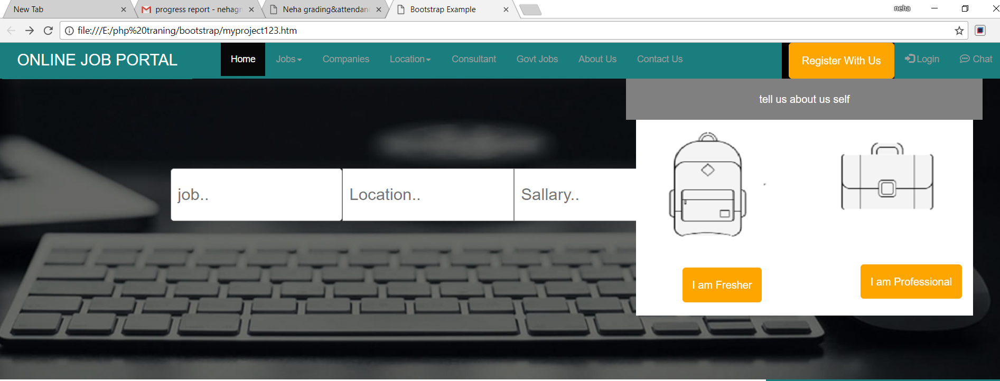 New Tab
progress report - nehagr
Neha grading&attendan
Bootstrap Example
neha
file:///E:/php%20traning/bootstrap/myproject123.htm
ONLINE JOB PORTAL
Home
Jobs
Companies
Location
Consultant
Govt Jobs
About Us
Contact Us
Register With Us
Login
Chat
tell us about us self
job..
Location..
Sallary..
I am Fresher
I am Professional